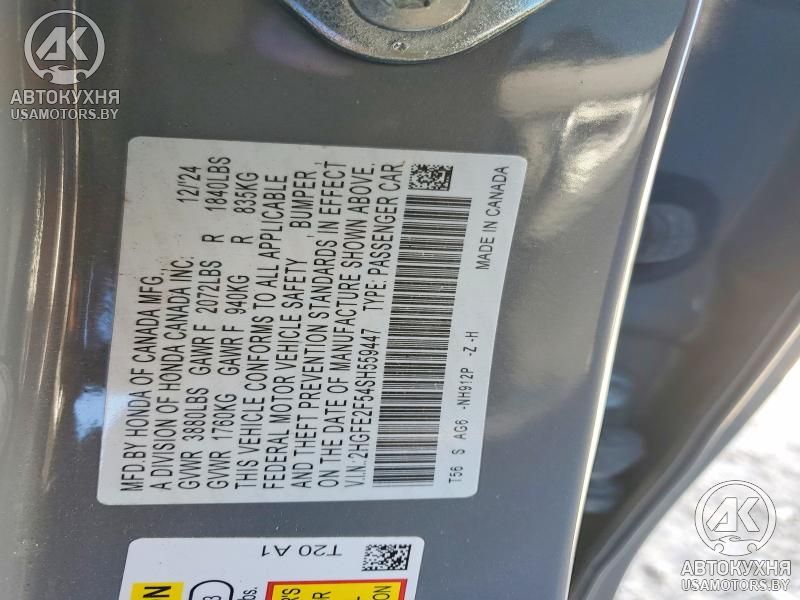 AK
АВТОКУХНЯ
USAMOTORS.BY
MFD.BY HONDA OF CANADA MFG.
A DIVISION OF HONDA CANADA INC. 12/'24
GVWR 3880LBS GAWR F 2072LBS R 1840LBS
GVWR 1760KG GAWR F 940KG R 835KG
THIS VEHICLE CONFORMS TO ALL APPLICABLE
FEDERAL MOTOR VEHICLE SAFETY , BUMPER ,
AND THEFT PREVENTION STANDARDS IN EFFECT
ON THE DATE OF MANUFACTURE SHOWN ABOVE.
V.I.N.:2HGFE2F54SH559447 TYPE: PASSENGER CAR
T56 S AG6 -NH912P -Z -H
MADE IN CANADA
T20 A1
AK
АВТОКУХНЯ
USAMOTORS.BY